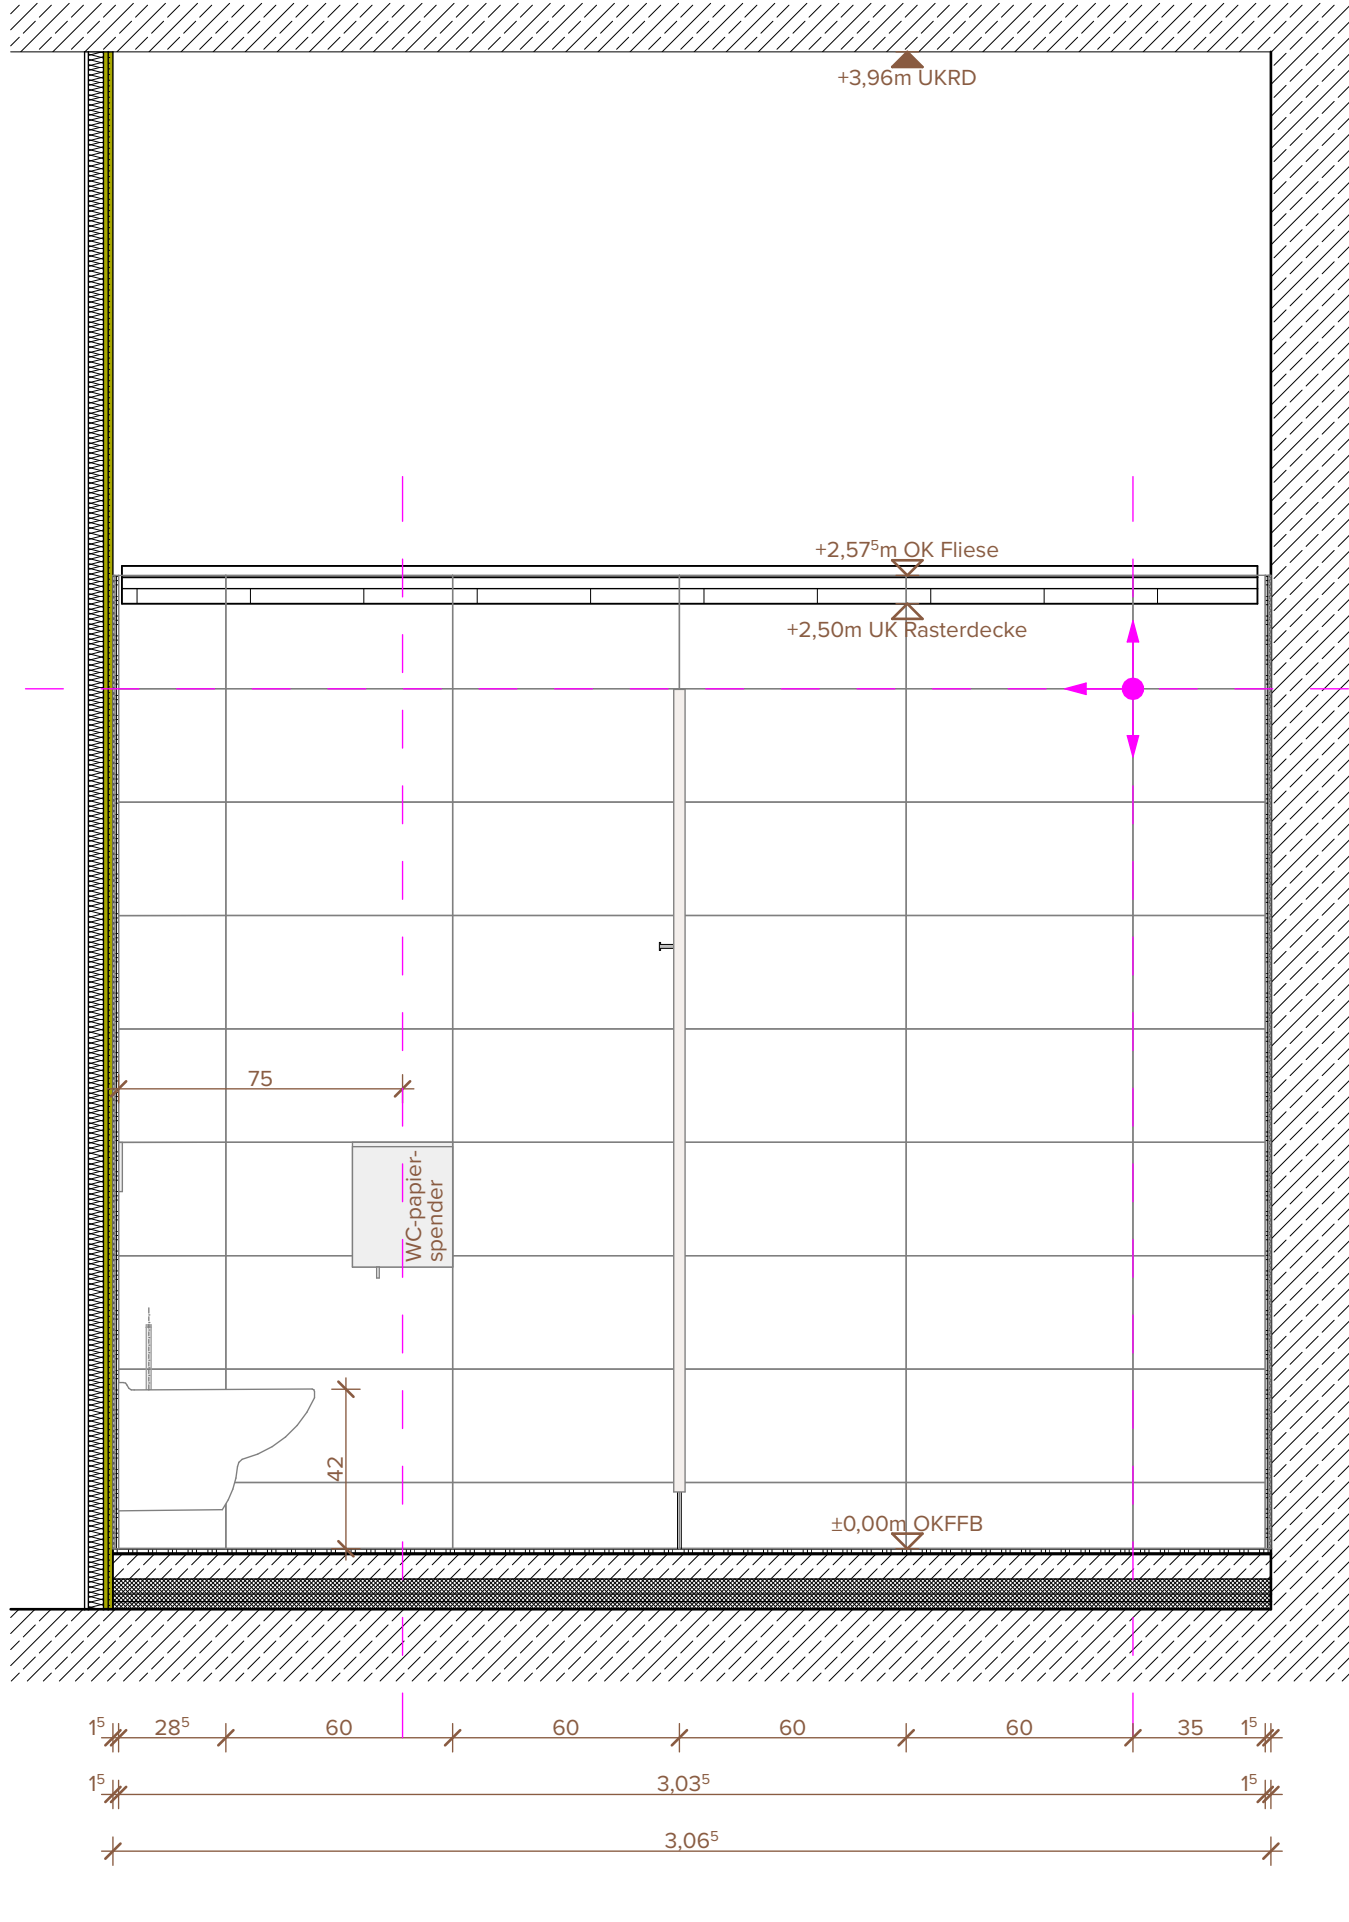 +3,96m UKRD
+2,57⁵m OK Fliese
+2,50m UK Rasterdecke
75
WC-papier-
spender
42
±0,00m OKFFB
1⁵ 28⁵ 60 60 60 60 35 1⁵
1⁵ 3,03⁵ 1⁵
3,06⁵